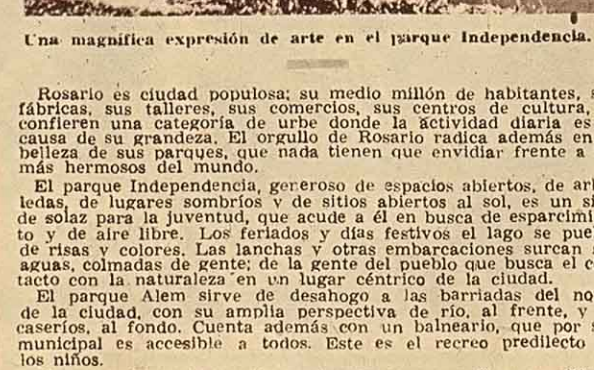 Una magnífica expresión de arte en el parque Independencia.
Rosario es ciudad populosa; su medio millón de habitantes, s
fábricas, sus talleres, sus comercios, sus centros de cultura,
confieren una categoría de urbe donde la actividad diaria es
causa de su grandeza. El orgullo de Rosario radica además en
belleza de sus parques, que nada tienen que envidiar frente a
más hermosos del mundo.
El parque Independencia, generoso de espacios abiertos, de arb
ledas, de lugares sombríos y de sitios abiertos al sol, es un si
de solaz para la juventud, que acude a él en busca de esparcimi
to y de aire libre. Los feriados y días festivos el lago se pue
de risas y colores. Las lanchas y otras embarcaciones surcan s
aguas, colmadas de gente; de la gente del pueblo que busca el c
tacto con la naturaleza en un lugar céntrico de la ciudad.
El parque Alem sirve de desahogo a las barriadas del no
de la ciudad, con su amplia perspectiva de río, al frente, y
caseríos, al fondo. Cuenta además con un balneario, que por s
municipal es accesible a todos. Este es el recreo predilecto
los niños.